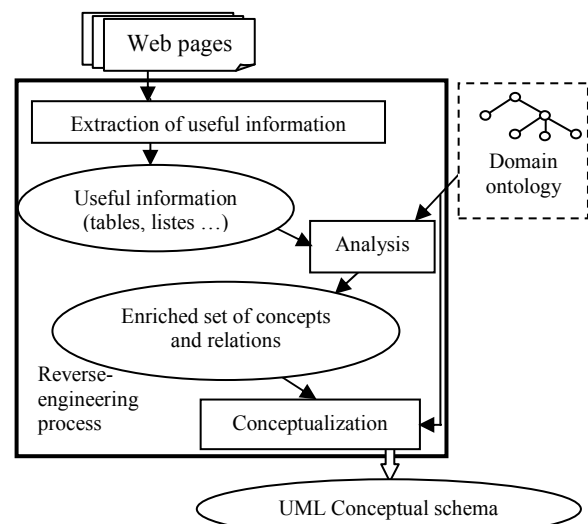 Web pages
Extraction of useful information
Domain
ontology
Useful information
(tables, listes …)
Analysis
Enriched set of concepts
and relations
Reverse-
engineering
process
Conceptualization
UML Conceptual schema